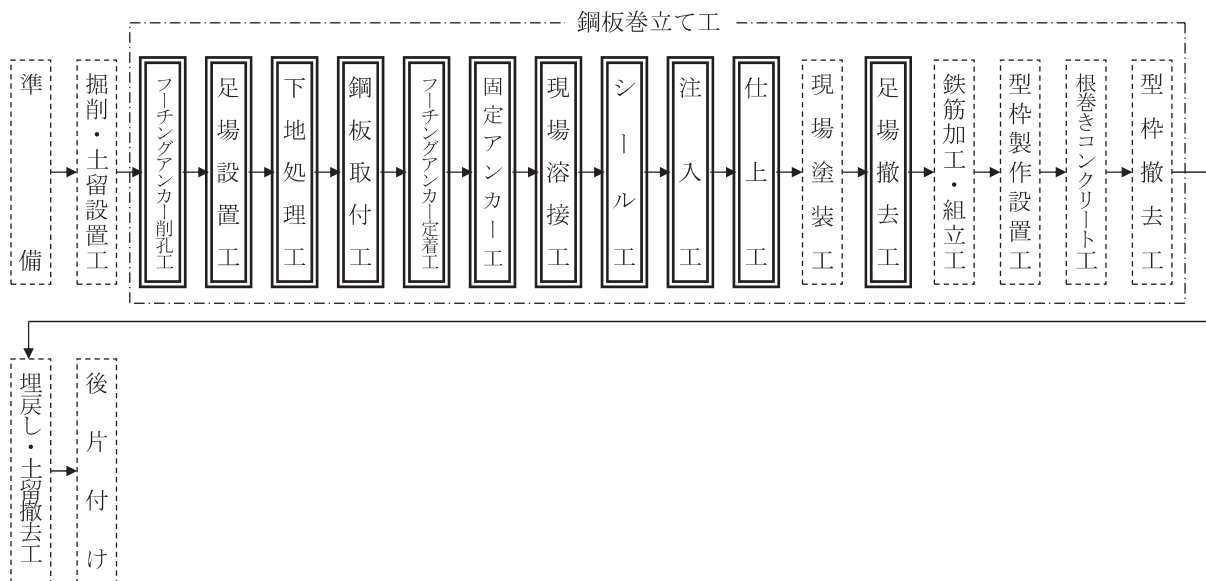 鋼板巻立て工
準備
掘削・土留設置工
フーチングアンカー削孔工
足場設置工
下地処理工
鋼板取付工
フーチングアンカー定着工
固定アンカー工
現場溶接工
シール工
注入工
仕上工
現場塗装工
足場撤去工
鉄筋加工・組立工
型枠製作設置工
根巻きコンクリート工
型枠撤去工
埋戻し・土留撤去工
後片付け